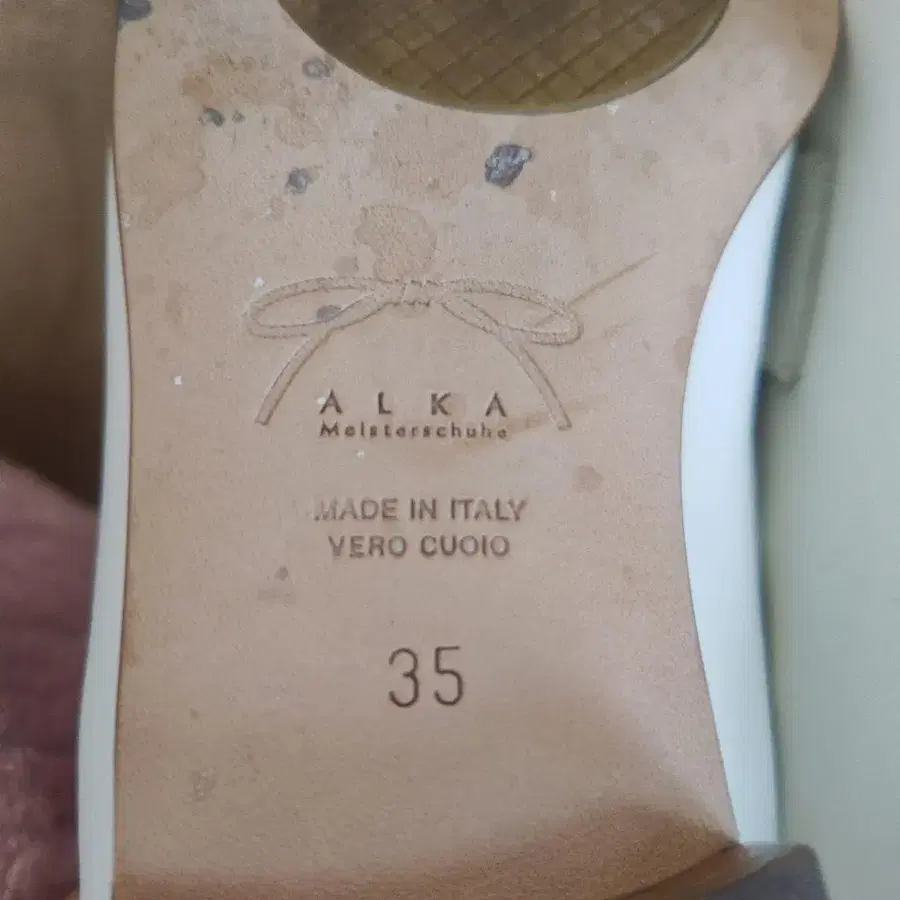 ALKA
Meisterschuhe
MADE IN ITALY
VERO CUOIO
35